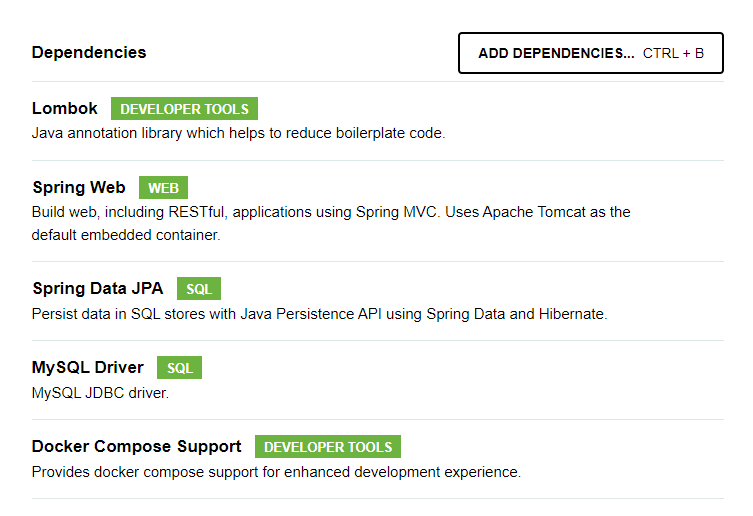 Dependencies
ADD DEPENDENCIES... CTRL + B
Lombok DEVELOPER TOOLS
Java annotation library which helps to reduce boilerplate code.
Spring Web WEB
Build web, including RESTful, applications using Spring MVC. Uses Apache Tomcat as the
default embedded container.
Spring Data JPA SQL
Persist data in SQL stores with Java Persistence API using Spring Data and Hibernate.
MySQL Driver SQL
MySQL JDBC driver.
Docker Compose Support DEVELOPER TOOLS
Provides docker compose support for enhanced development experience.